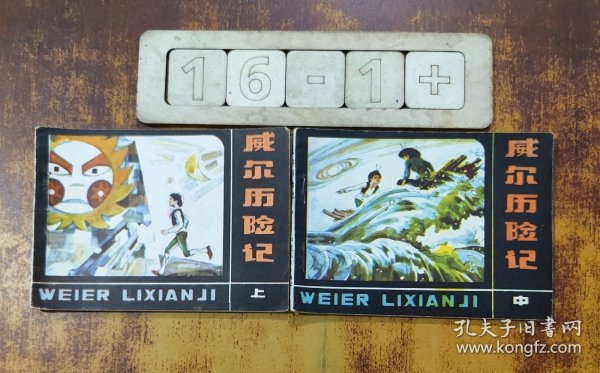 16-1+
威尔历险记
WEIER LIXIANJI 上
威尔历险记
WEIER LIXIANJI 中
孔夫子旧书网
www.kongfz.com